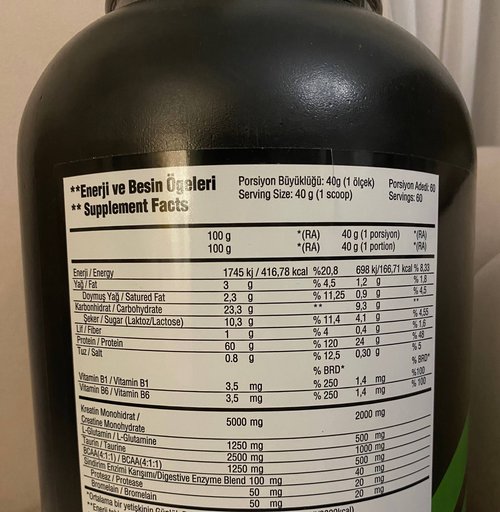 **Enerji ve Besin Ögeleri
** Supplement Facts
Porsiyon Büyüklüğü: 40g (1 ölçek)
Serving Size: 40 g (1 scoop)
Porsiyon Adedi: 60
Servings: 60
100 g *(RA) 40 g (1 porsiyon) *(RA)
100 g *(RA) 40 g (1 portion) *(RA)
Enerji / Energy 1745 kj / 416,78 kcal %20,8 698 kj/166,71 kcal % 8,33
Yağ / Fat 3 g % 4,5 1,2 g % 1,8
Doymuş Yağ / Satured Fat 2,3 g % 11,25 0,9 g % 4,5
Karbonhidrat / Carbohydrate 23,3 g ** 9,3 g **
Şeker / Sugar (Laktoz/Lactose) 10,3 g % 11,4 4,1 g % 4,55
Lif / Fiber 1 g % 4 0,4 g % 1,6
Protein / Protein 60 g % 120 24 g % 48
Tuz / Salt 0.8 g % 12,5 0,30 g % 5
% BRD* % BRD*
Vitamin B1 / Vitamin B1 3,5 mg % 250 1,4 mg %100
Vitamin B6 / Vitamin B6 3,5 mg % 250 1,4 mg % 100
Kreatin Monohidrat /
Creatine Monohydrate 5000 mg 2000 mg
L-Glutamin / L-Glutamine 1250 mg 500 mg
Taurin / Taurine 2500 mg 1000 mg
BCAA(4:1:1) / BCAA(4:1:1) 1250 mg 500 mg
Sindirim Enzimi Karışımı/Digestive Enzyme Blend 100 mg 40 mg
Proteaz / Protease 50 mg 20 mg
Bromelain / Bromelain 50 mg 20 mg
*Ortalama bir yetişkinin